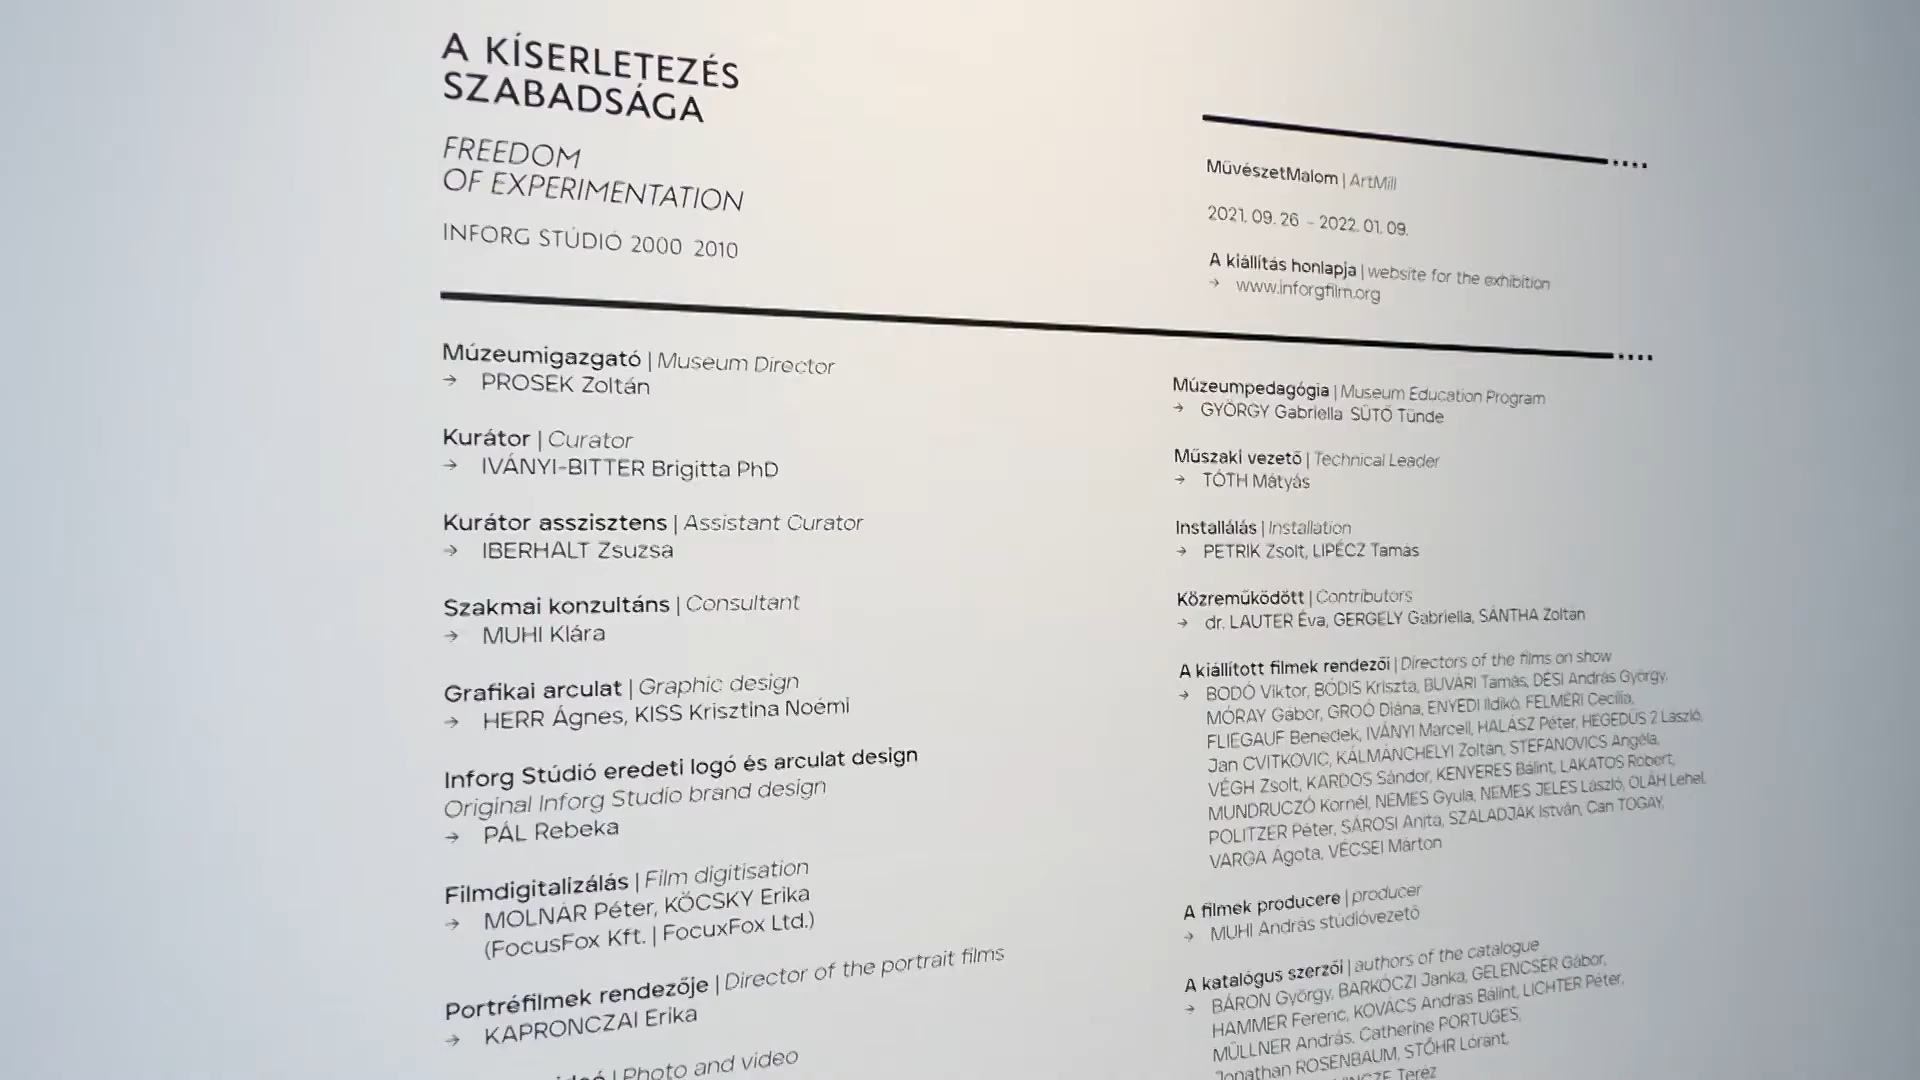 A KÍSERLETEZÉS
SZABADSÁGA
FREEDOM
OF EXPERIMENTATION
INFORG STÚDIÓ 2000 2010
MűvészetMalom | ArtMill
2021. 09. 26 - 2022. 01. 09.
A kiállítás honlapja | website for the exhibition
→ www.inforgfilm.org
Múzeumigazgató | Museum Director
→ PROSEK Zoltán
Kurátor | Curator
→ IVÁNYI-BITTER Brigitta PhD
Kurátor asszisztens | Assistant Curator
→ IBERHALT Zsuzsa
Szakmai konzultáns | Consultant
→ MUHI Klára
Grafikai arculat | Graphic design
→ HERR Ágnes, KISS Krisztina Noémi
Inforg Stúdió eredeti logó és arculat design
Original Inforg Studio brand design
→ PÁL Rebeka
Filmdigitalizálás | Film digitisation
→ MOLNÁR Péter, KŐCSKY Erika
(FocusFox Kft. | FocuxFox Ltd.)
Portréfilmek rendezője | Director of the portrait films
→ KAPRONCZAI Erika
| Photo and video
Múzeumpedagógia | Museum Education Program
→ GYÖRGY Gabriella SÜTŐ Tünde
Műszaki vezető | Technical Leader
→ TÓTH Mátyás
Installálás | Installation
→ PETRIK Zsolt, LIPÉCZ Tamás
Közreműködött | Contributors
→ dr. LAUTER Éva, GERGELY Gabriella, SÁNTHA Zoltán
A kiállított filmek rendezői | Directors of the films on show
→ BODÓ Viktor, BÓDIS Kriszta, BUVÁRI Tamás, DÉSI András György,
MÓRAY Gábor, GROÓ Diána, ENYEDI Ildikó, FELMÉRI Cecília,
FLIEGAUF Benedek, IVÁNYI Marcell, HALÁSZ Péter, HEGEDŰS 2 László,
Jan CVITKOVIC, KÁLMÁNCHELYI Zoltán, STEFANOVICS Angéla,
VÉGH Zsolt, KARDOS Sándor, KENYERES Bálint, LAKATOS Róbert,
MUNDRUCZÓ Kornél, NEMES Gyula, NEMES JELES László, OLÁH Lehel,
POLITZER Péter, SÁROSI Anita, SZALADJÁK István, Can TOGAY,
VARGA Ágota, VÉCSEI Márton
A filmek producere | producer
→ MUHI András stúdióvezető
A katalógus szerzői | authors of the catalogue
→ BÁRON György, BARKÓCZI Janka, GELENCSÉR Gábor,
HAMMER Ferenc, KOVÁCS András Bálint, LICHTER Péter,
MÜLLNER András, Catherine PORTUGES,
Jonathan ROSENBAUM, STŐHR Lóránt,
Teréz